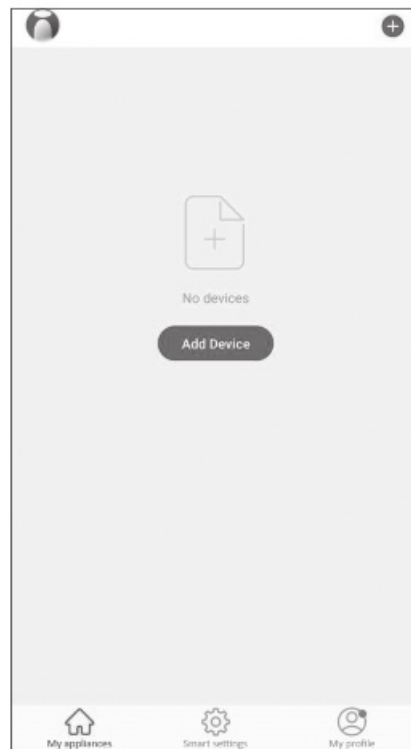 No devices
Add Device
My appliances
Smart settings
My profile